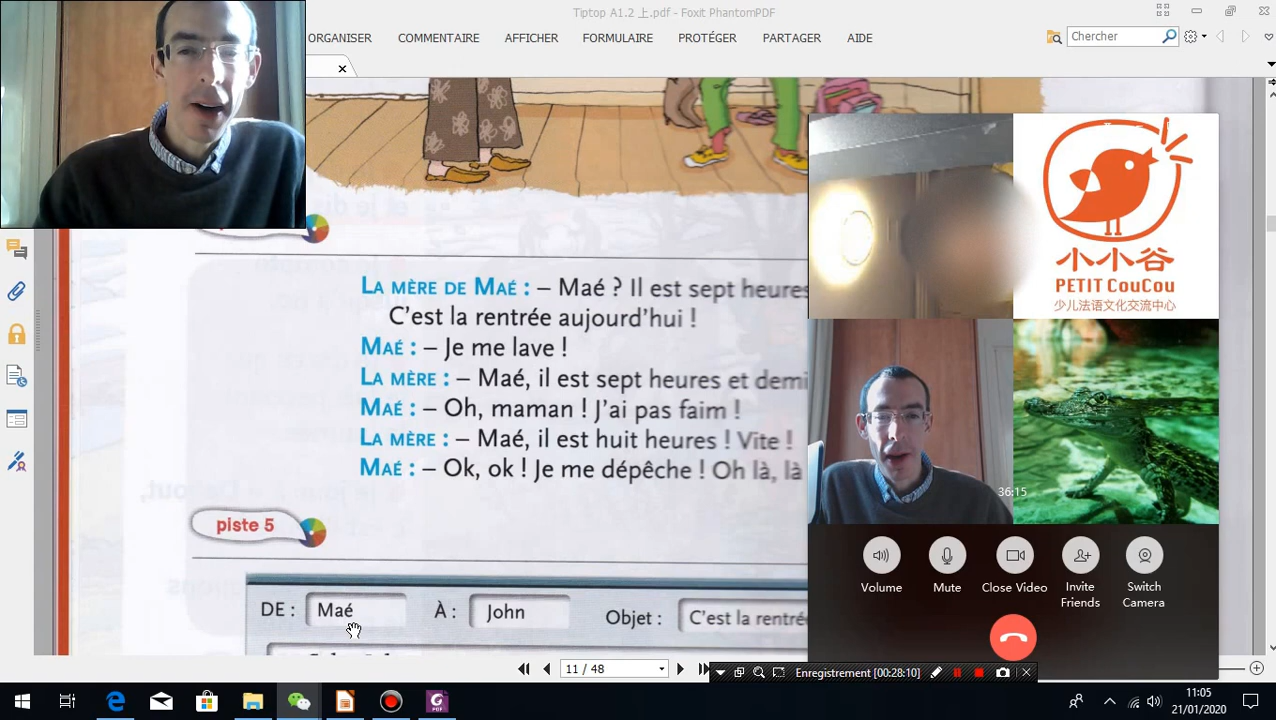 Tiptop A1.2 上.pdf - Foxit PhantomPDF
ORGANISER COMMENTAIRE AFFICHER FORMULAIRE PROTÉGER PARTAGER AIDE
Chercher
LA MÈRE DE MAÉ : – Maé ? Il est sept heures
C'est la rentrée aujourd'hui !
MAÉ : – Je me lave !
LA MÈRE : – Maé, il est sept heures et demi
MAÉ : – Oh, maman ! J'ai pas faim !
LA MÈRE : – Maé, il est huit heures ! Vite !
MAÉ : – Ok, ok ! Je me dépêche ! Oh là, là
piste 5
DE : Maé À : John Objet : C'est la rentrée
小小谷
PETIT CouCou
少儿法语文化交流中心
36:15
Volume Mute Close Video Invite Friends Switch Camera
11 / 48
Enregistrement [00:28:10]
11:05
21/01/2020